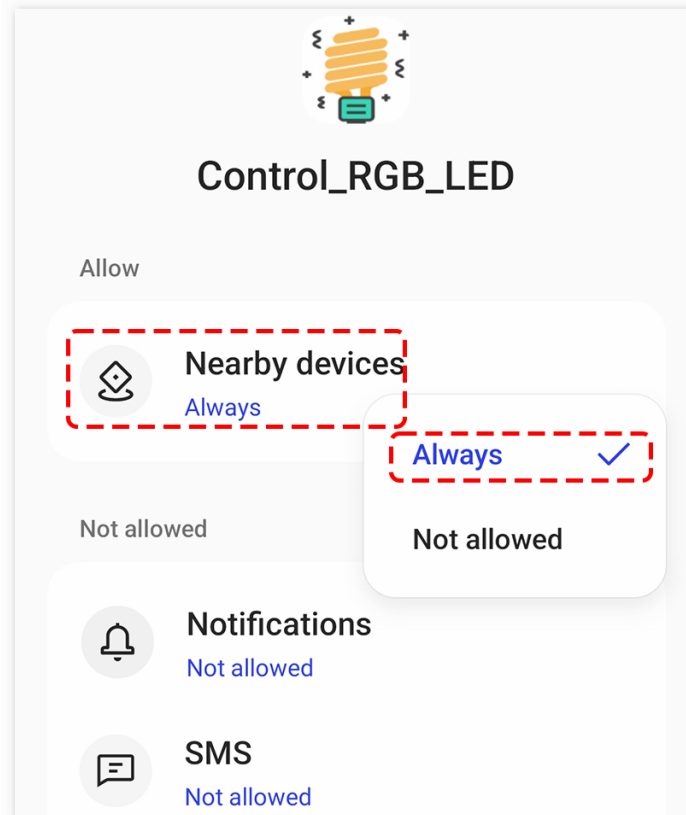 Control_RGB_LED
Allow
Nearby devices
Always
Always
Not allowed
Not allowed
Notifications
Not allowed
SMS
Not allowed